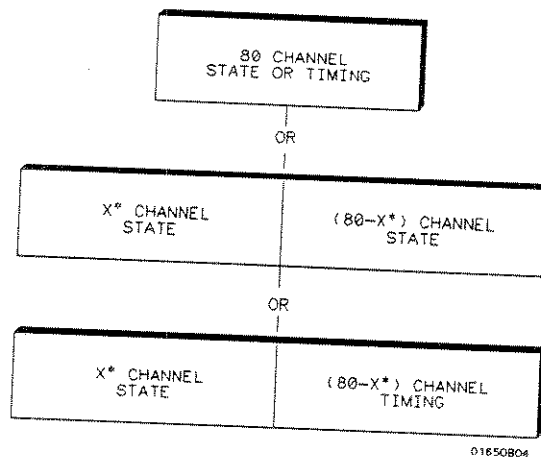 80 CHANNEL
STATE OR TIMING
OR
X* CHANNEL
STATE
(80-X*) CHANNEL
STATE
OR
X* CHANNEL
STATE
(80-X*) CHANNEL
TIMING
01650B04